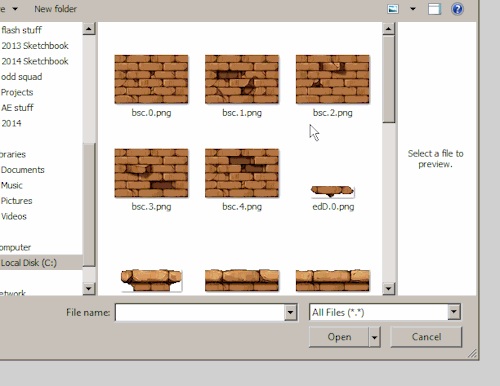 New folder
flash stuff
2013 Sketchbook
2014 Sketchbook
odd squad
Projects
AE stuff
2014
braries
Documents
Music
Pictures
Videos
omputer
Local Disk (C:)
etwork
bsc.0.png
bsc.1.png
bsc.2.png
bsc.3.png
bsc.4.png
edD.0.png
Select a file to
preview.
File name:
All Files (*.*)
Open
Cancel